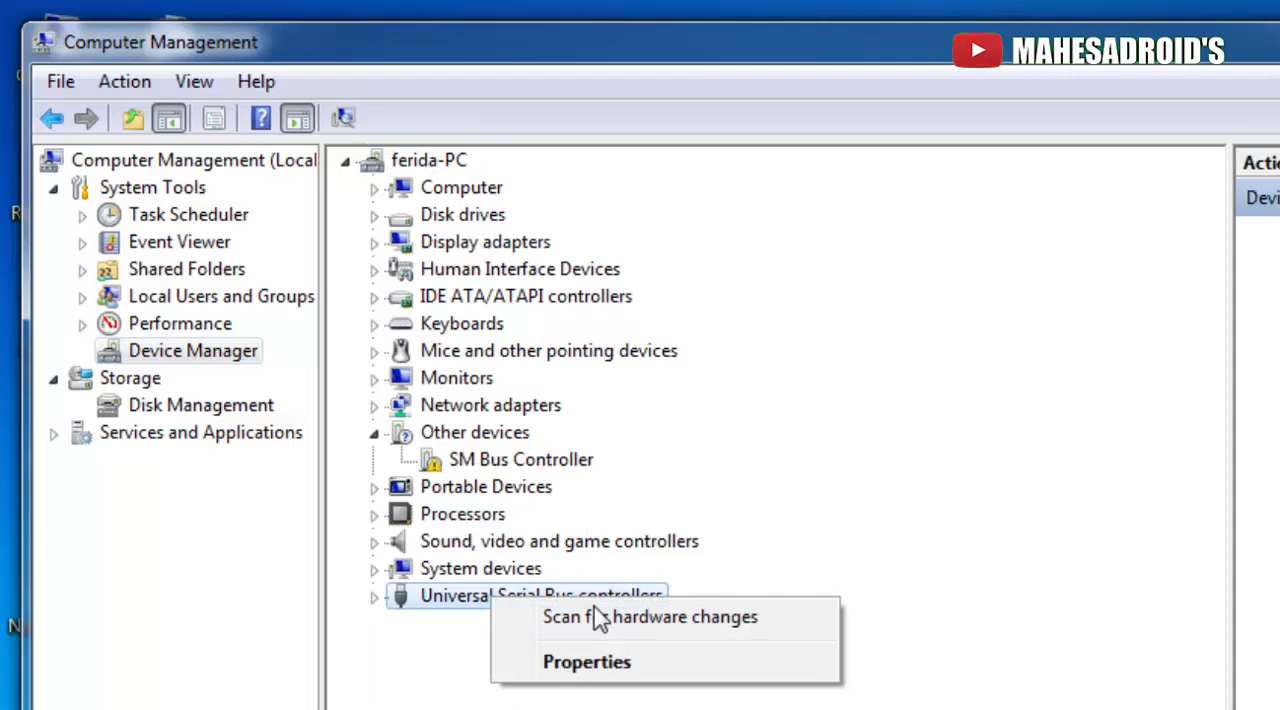 Computer Management
MAHESADROID'S
File Action View Help
Computer Management (Local
System Tools
Task Scheduler
Event Viewer
Shared Folders
Local Users and Groups
Performance
Device Manager
Storage
Disk Management
Services and Applications
ferida-PC
Computer
Disk drives
Display adapters
Human Interface Devices
IDE ATA/ATAPI controllers
Keyboards
Mice and other pointing devices
Monitors
Network adapters
Other devices
SM Bus Controller
Portable Devices
Processors
Sound, video and game controllers
System devices
Universal Serial Bus controllers
Scan for hardware changes
Properties
Acti
Devi